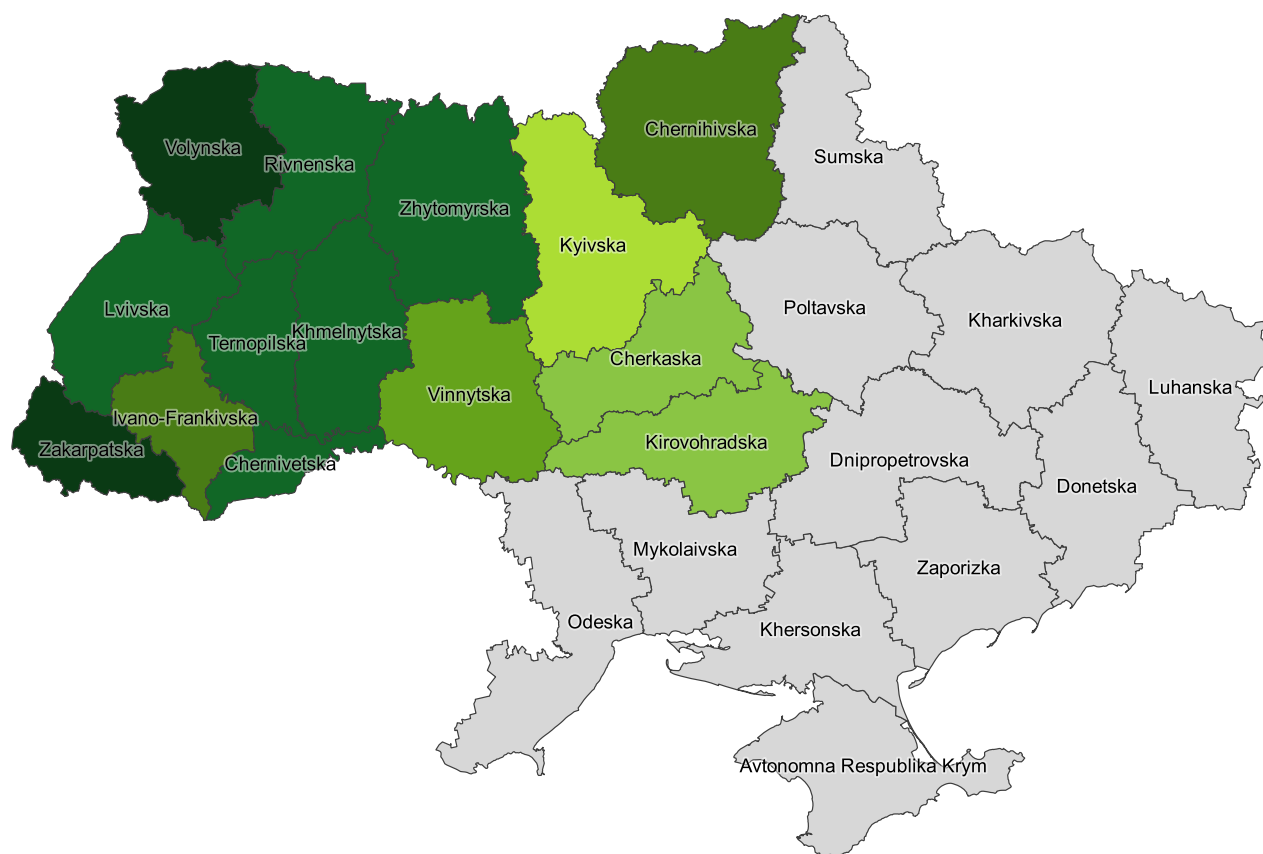 Chernihivska
Volynska
Sumska
Rivnenska
Zhytomyrska
Kyivska
Lvivska
Poltavska
Kharkivska
Khmelnytska
Ternopilska
Cherkaska
Luhanska
Vinnytska
Ivano-Frankivska
Kirovohradska
Zakarpatska
Chernivetska
Dnipropetrovska
Donetska
Mykolaivska
Zaporizka
Odeska
Khersonska
Avtonomna Respublika Krym